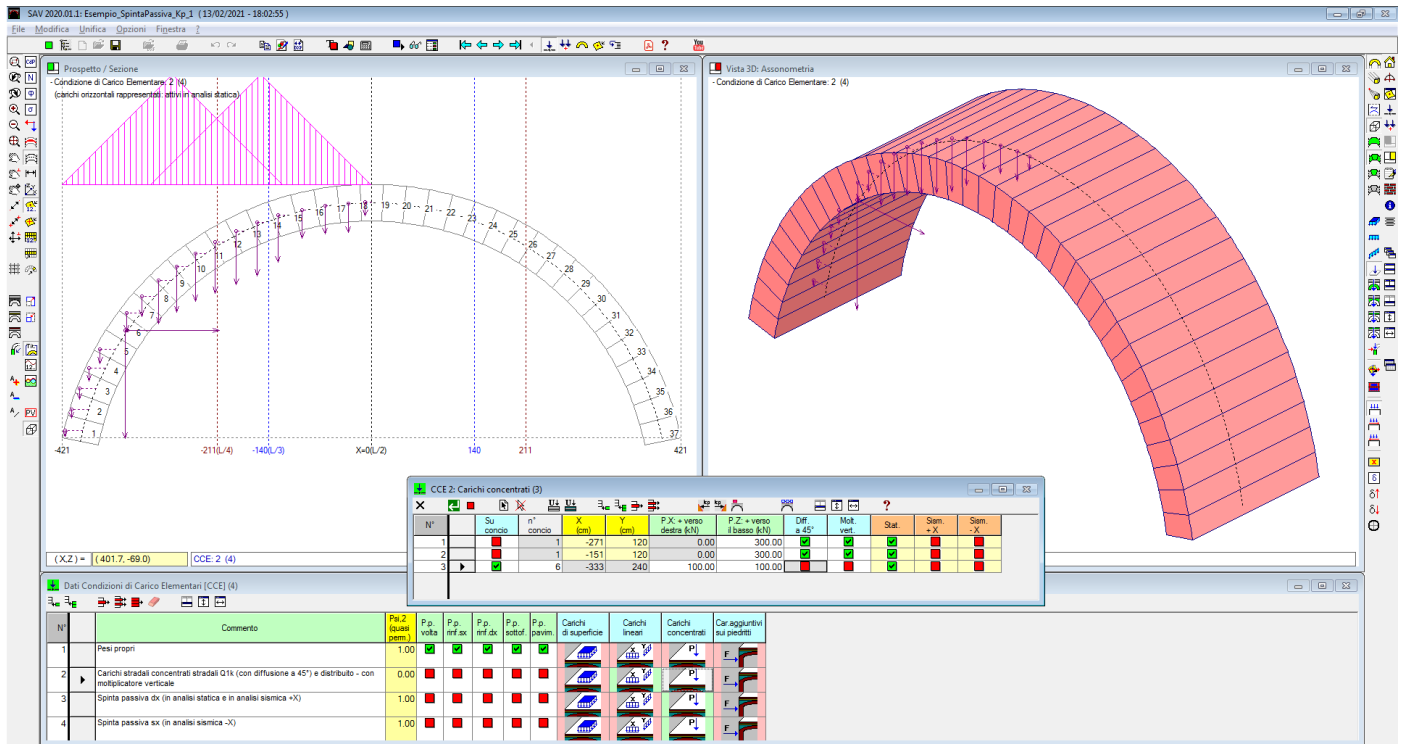 SAV 2020.01.1: Esempio_SpintaPassiva_Kp_1 ( 13/02/2021 - 18:02:55 )
File Modifica Unifica Opzioni Finestra ?
Prospetto / Sezione
- Condizione di Carico Elementare: 2 (4)
(carichi orizzontali rappresentati: attivi in analisi statica)
1 2 3 4 5 6 7 8 9 10 11 12 13 14 15 16 17 18 19 20 21 22 23 24 25 26 27 28 29 30 31 32 33 34 35 36 37
-421 -211(L/4) -140(L/3) X=0(L/2) 140 211 421
(X,Z) = ( 401.7, -69.0) CCE: 2 (4)
Vista 3D: Assonometria
- Condizione di Carico Elementare: 2 (4)
CCE 2: Carichi concentrati (3)
N° Su concio n° concio X (cm) Y (cm) P.X: + verso destra (kN) P.Z: + verso il basso (kN) Diff. a 45° Molt. vert. Stat. Sism. + X Sism. - X
1 1 -271 120 0.00 300.00
2 1 -151 120 0.00 300.00
3 6 -333 240 100.00 100.00
Dati Condizioni di Carico Elementari [CCE] (4)
N° Commento Psi,2 (quasi perm.) P.p. volta P.p. rinf.sx P.p. rinf.dx P.p. sottof. P.p. pavim. Carichi di superficie Carichi lineari Carichi concentrati Car.aggiuntivi sui piedritti
1 Pesi propri 1.00
2 Carichi stradali concentrati stradali Q1k (con diffusione a 45°) e distribuito - con moltiplicatore verticale 0.00
3 Spinta passiva dx (in analisi statica e in analisi sismica +X) 1.00
4 Spinta passiva sx (in analisi sismica -X) 1.00